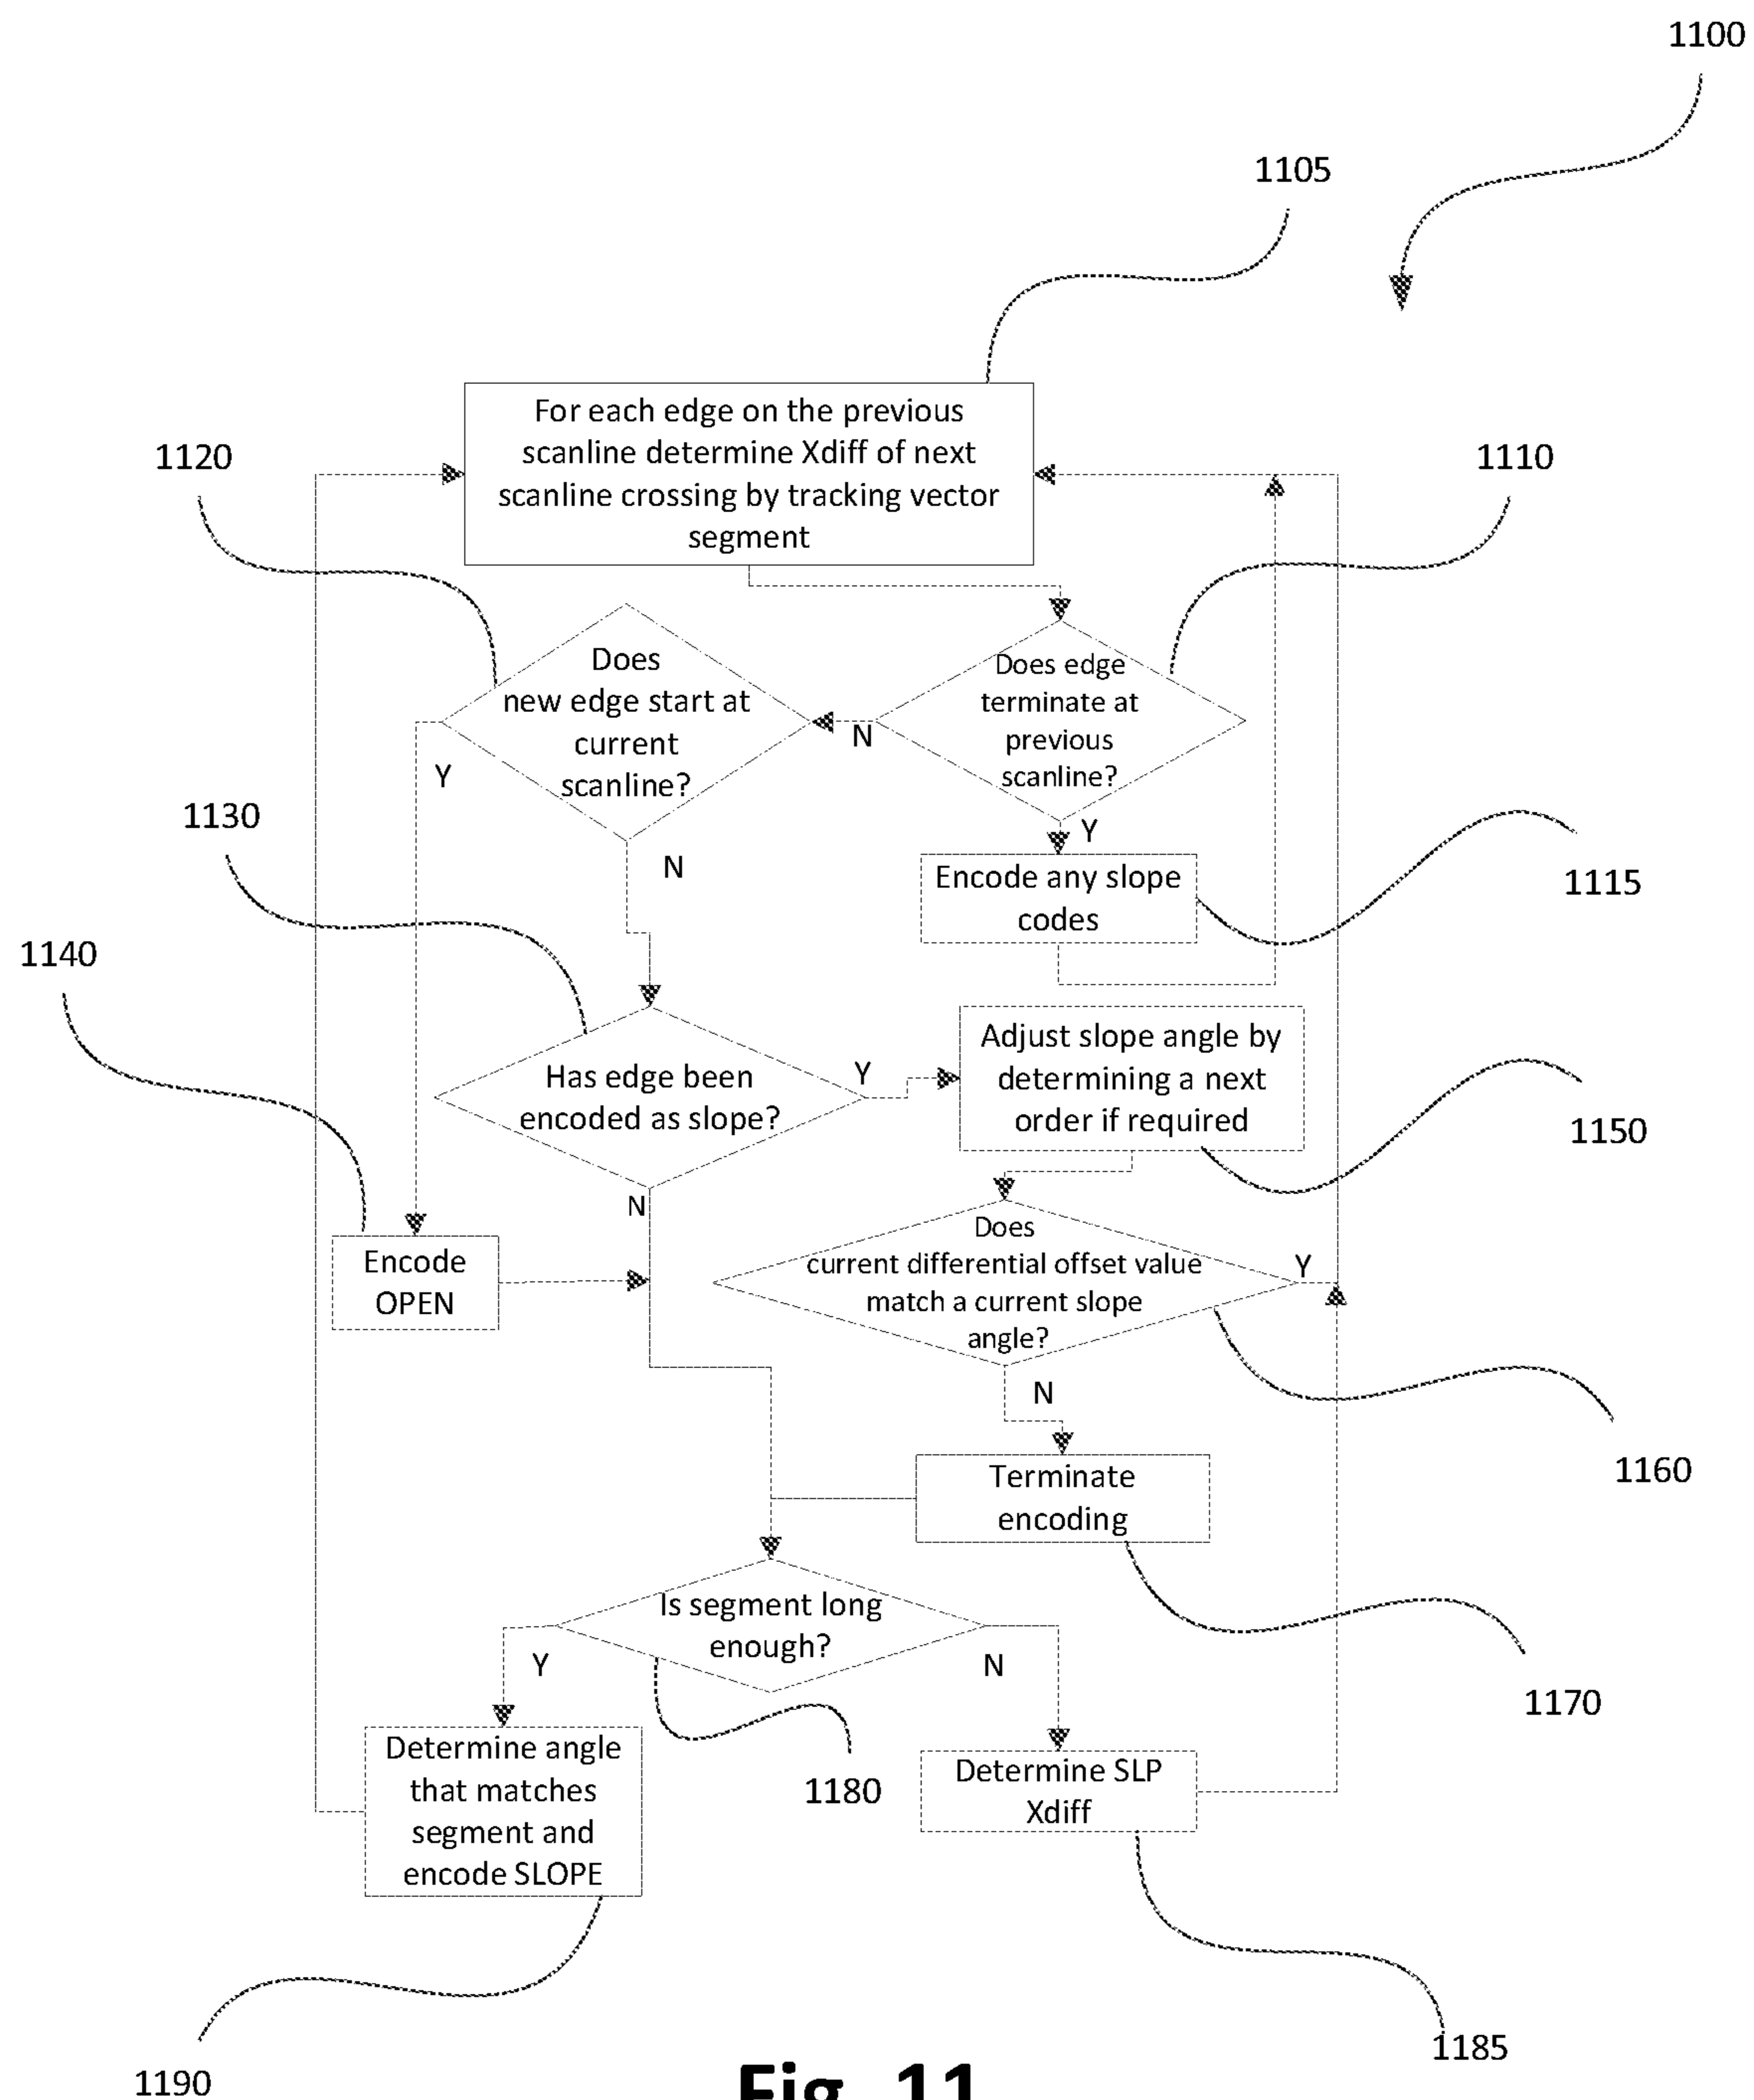 1100
1105
For each edge on the previous
scanline determine Xdiff of next
scanline crossing by tracking vector
segment
1120
1110
Does
new edge start at
current
scanline?
Does edge
terminate at
previous
scanline?
N
Y
Y
N
1130
Encode any slope
codes
1115
1140
Has edge been
encoded as slope?
Y
N
Adjust slope angle by
determining a next
order if required
1150
Encode
OPEN
Does
current differential offset value
match a current slope
angle?
Y
N
1160
Terminate
encoding
1170
Is segment long
enough?
Y
N
1180
Determine angle
that matches
segment and
encode SLOPE
Determine SLP
Xdiff
1185
1190
Fig. 11